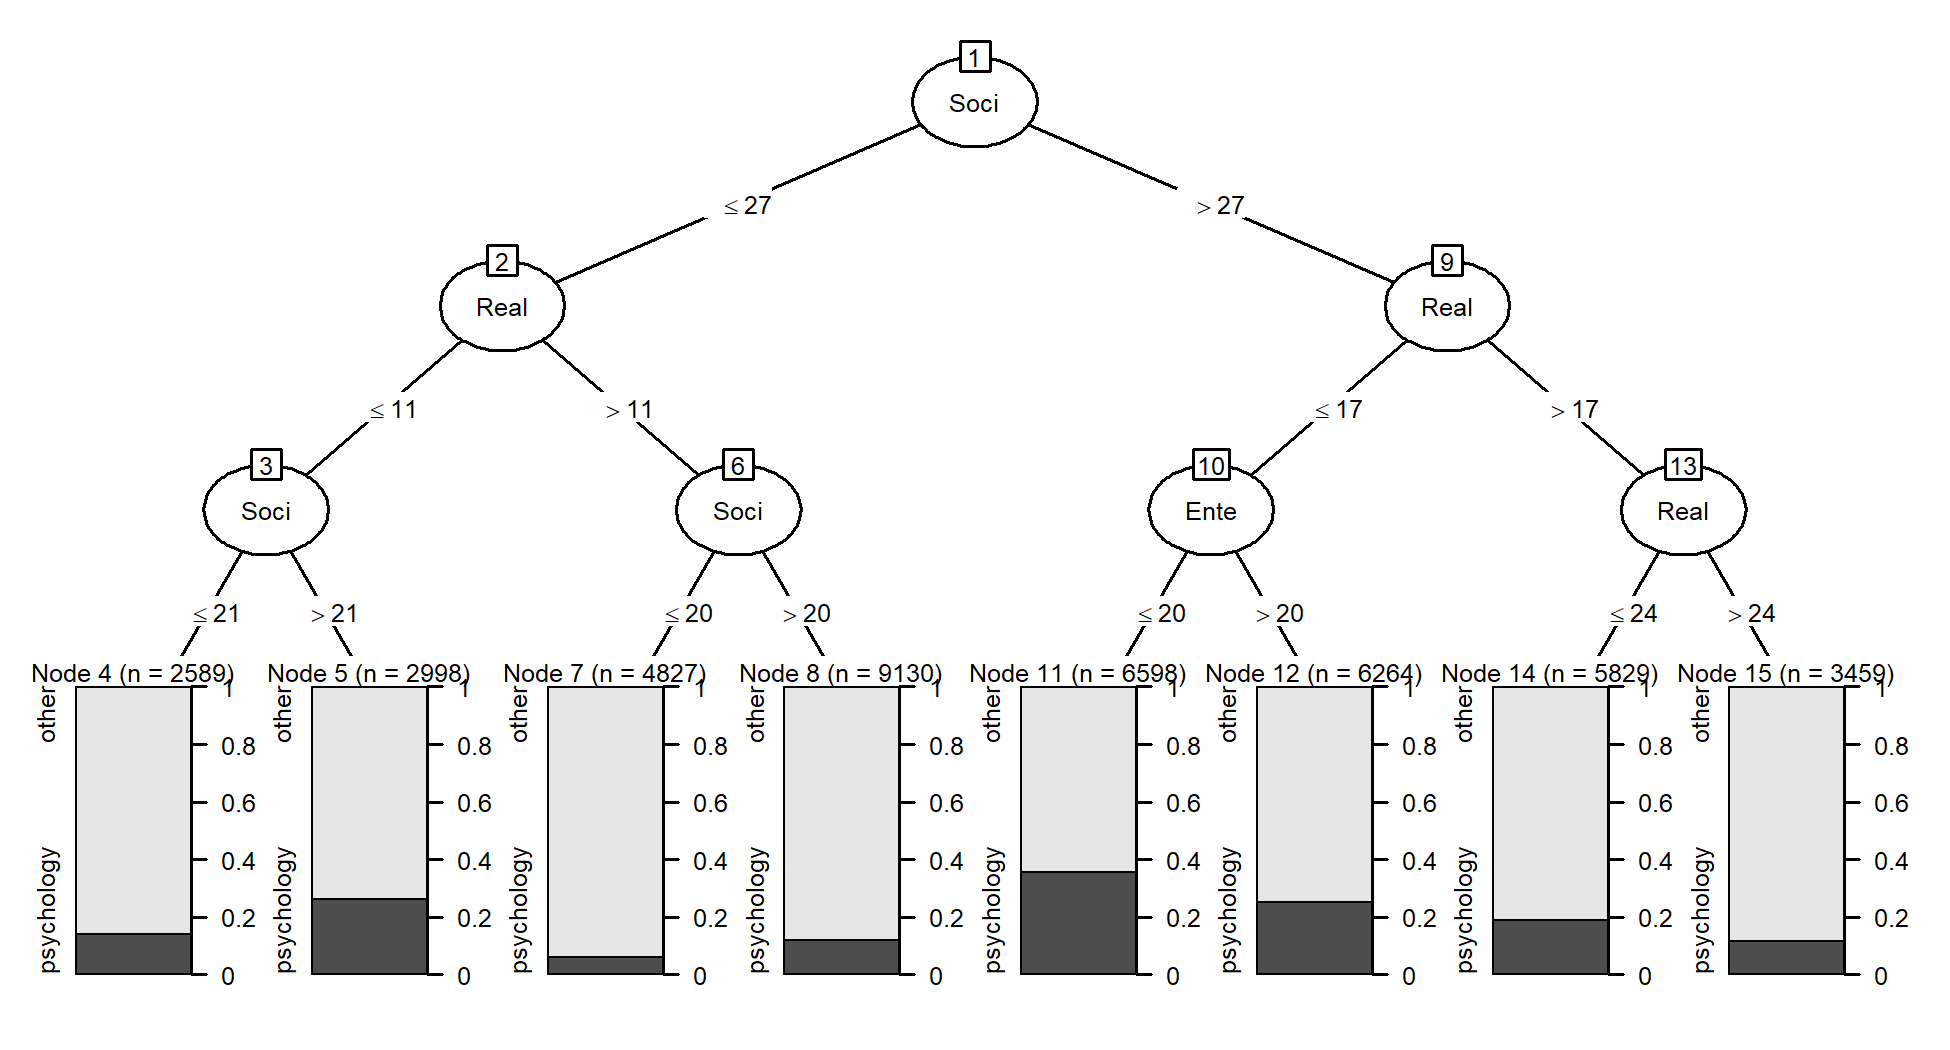 1
Soci
≤ 27
> 27
2
Real
9
Real
≤ 11
> 11
≤ 17
> 17
3
Soci
6
Soci
10
Ente
13
Real
≤ 21
> 21
≤ 20
> 20
≤ 20
> 20
≤ 24
> 24
Node 4 (n = 2589)
psychology
other
0
0.2
0.4
0.6
0.8
1
Node 5 (n = 2998)
psychology
other
0
0.2
0.4
0.6
0.8
1
Node 7 (n = 4827)
psychology
other
0
0.2
0.4
0.6
0.8
1
Node 8 (n = 9130)
psychology
other
0
0.2
0.4
0.6
0.8
1
Node 11 (n = 6598)
psychology
other
0
0.2
0.4
0.6
0.8
1
Node 12 (n = 6264)
psychology
other
0
0.2
0.4
0.6
0.8
1
Node 14 (n = 5829)
psychology
other
0
0.2
0.4
0.6
0.8
1
Node 15 (n = 3459)
psychology
other
0
0.2
0.4
0.6
0.8
1